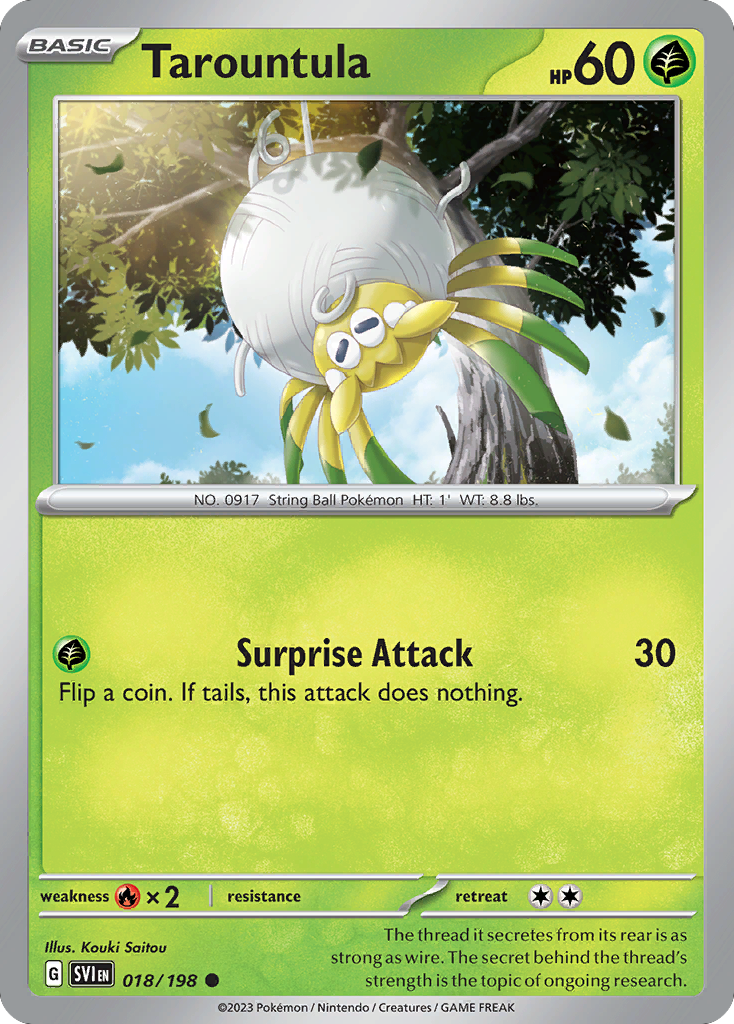 BASIC
Tarountula
HP 60
NO. 0917 String Ball Pokémon HT: 1' WT: 8.8 lbs.
Surprise Attack 30
Flip a coin. If tails, this attack does nothing.
weakness × 2 resistance retreat
Illus. Kouki Saitou
The thread it secretes from its rear is as
strong as wire. The secret behind the thread's
strength is the topic of ongoing research.
G SVI EN 018/198
©2023 Pokémon / Nintendo / Creatures / GAME FREAK